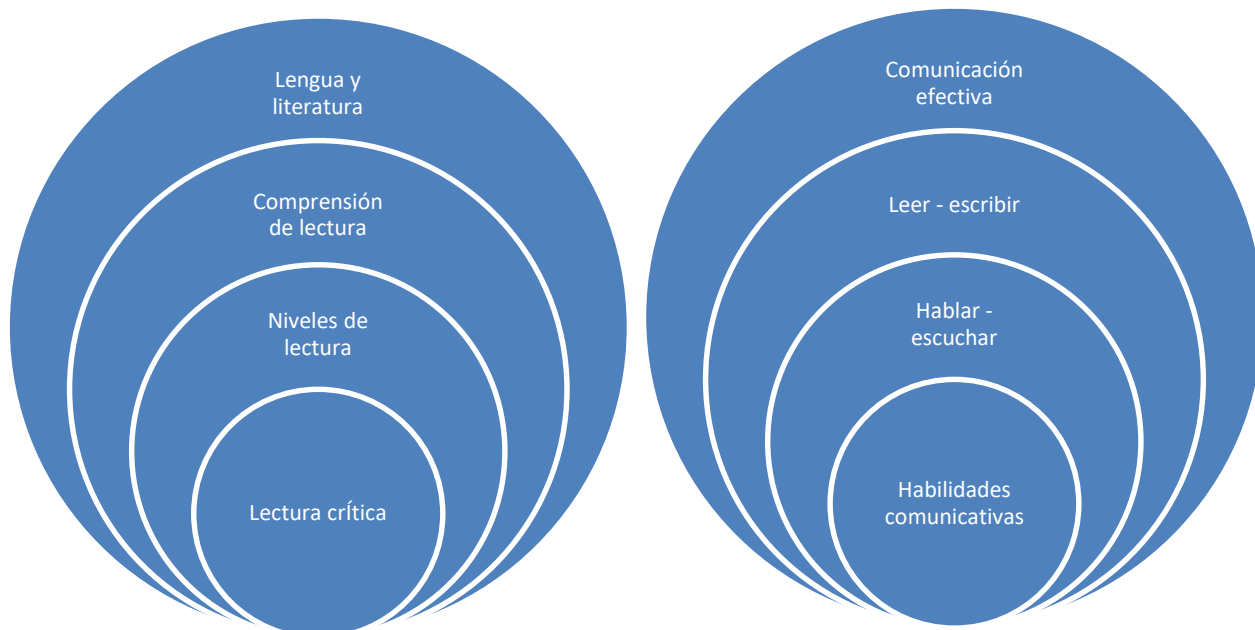 Lengua y
literatura
Comprensión
de lectura
Niveles de
lectura
Lectura crÍtica
Comunicación
efectiva
Leer - escribir
Hablar -
escuchar
Habilidades
comunicativas